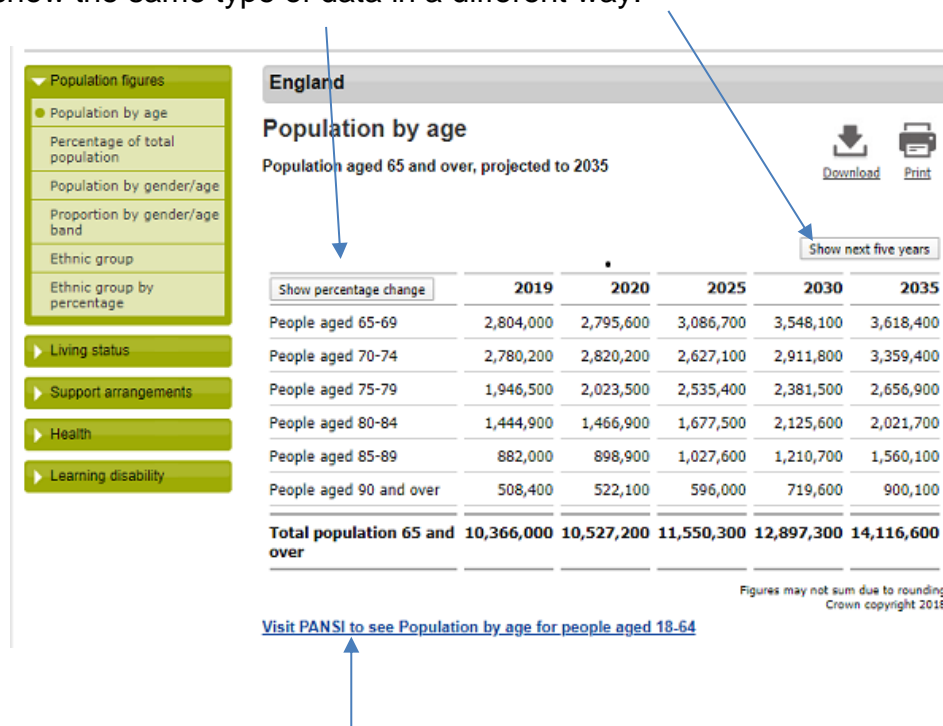 show the same type of data in a different way.
Population figures
Population by age
Percentage of total
population
Population by gender/age
Proportion by gender/age
band
Ethnic group
Ethnic group by
percentage
Living status
Support arrangements
Health
Learning disability
England
Population by age
Population aged 65 and over, projected to 2035
Download Print
Show next five years
Show percentage change 2019 2020 2025 2030 2035
People aged 65-69 2,804,000 2,795,600 3,086,700 3,548,100 3,618,400
People aged 70-74 2,780,200 2,820,200 2,627,100 2,911,800 3,359,400
People aged 75-79 1,946,500 2,023,500 2,535,400 2,381,500 2,656,900
People aged 80-84 1,444,900 1,466,900 1,677,500 2,125,600 2,021,700
People aged 85-89 882,000 898,900 1,027,600 1,210,700 1,560,100
People aged 90 and over 508,400 522,100 596,000 719,600 900,100
Total population 65 and 10,366,000 10,527,200 11,550,300 12,897,300 14,116,600
over
Figures may not sum due to rounding
Crown copyright 2018
Visit PANSI to see Population by age for people aged 18-64